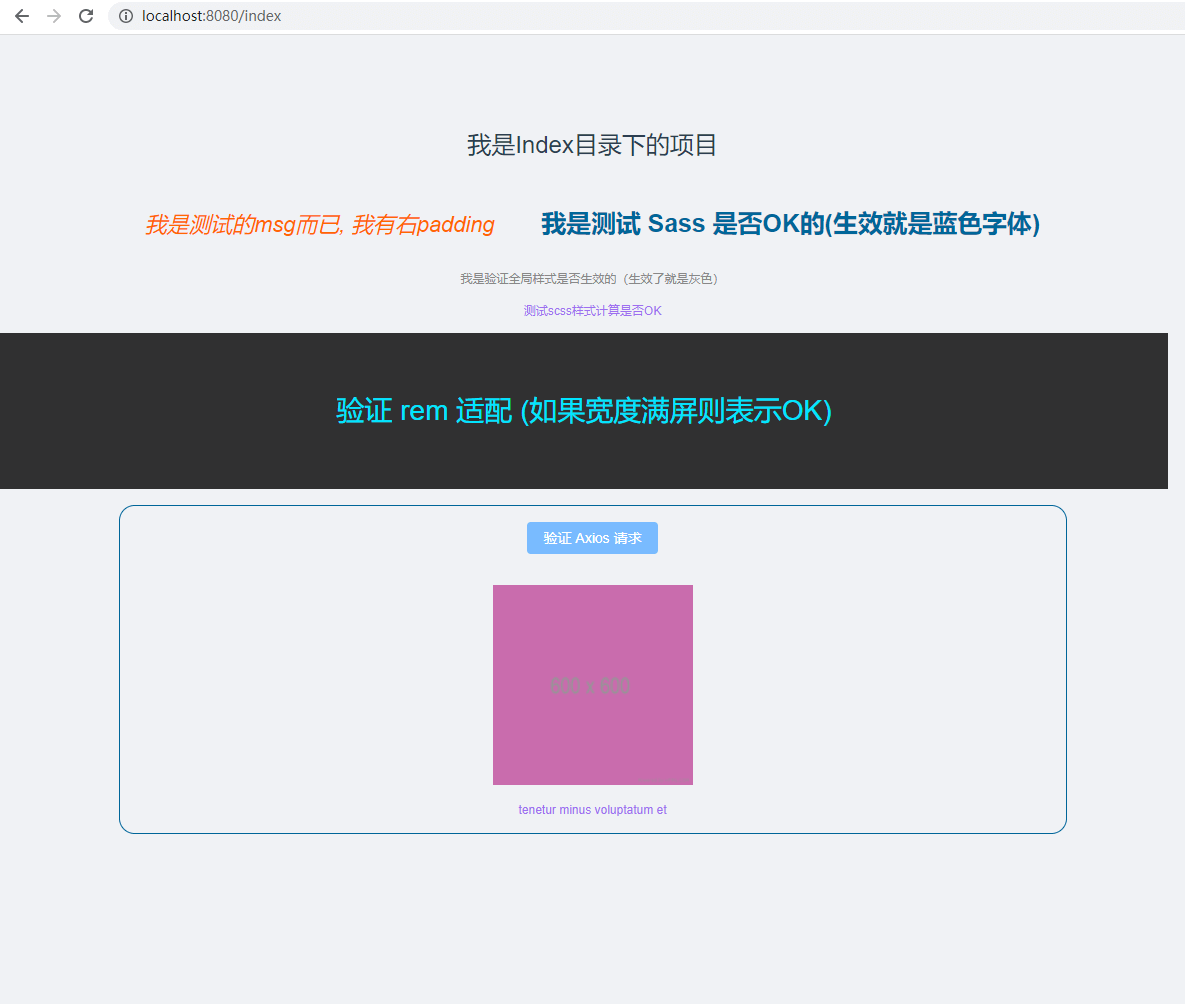 localhost:8080/index
我是Index目录下的项目
我是测试的msg而已, 我有右padding 我是测试 Sass 是否OK的(生效就是蓝色字体)
我是验证全局样式是否生效的（生效了就是灰色）
测试scss样式计算是否OK
验证 rem 适配 (如果宽度满屏则表示OK)
验证 Axios 请求
600 x 600
tenetur minus voluptatum et